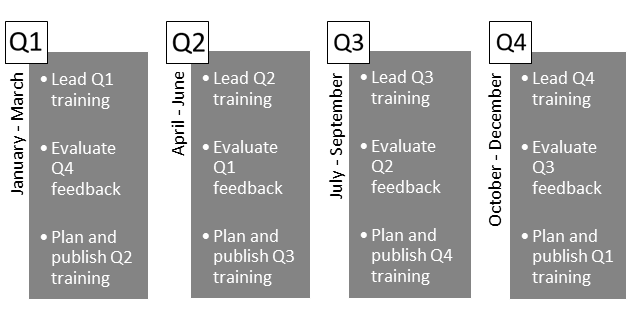 Q1
January - March
• Lead Q1
training
• Evaluate
Q4
feedback
• Plan and
publish Q2
training
Q2
April - June
• Lead Q2
training
• Evaluate
Q1
feedback
• Plan and
publish Q3
training
Q3
July - September
• Lead Q3
training
• Evaluate
Q2
feedback
• Plan and
publish Q4
training
Q4
October - December
• Lead Q4
training
• Evaluate
Q3
feedback
• Plan and
publish Q1
training